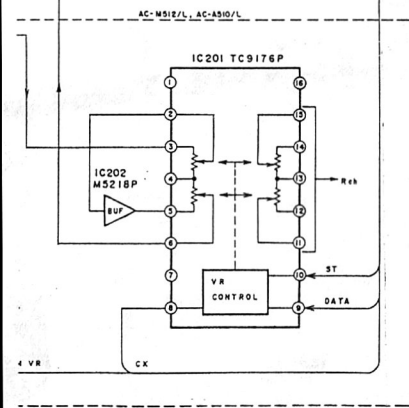 AC-M512/L, AC-A510/L
IC201 TC9176P
1
16
2
15
3
14
IC202
M5218P
4
13
Rch
BUF
5
12
6
11
7
10
ST
VR
CONTROL
8
9
DATA
4 VR
CX